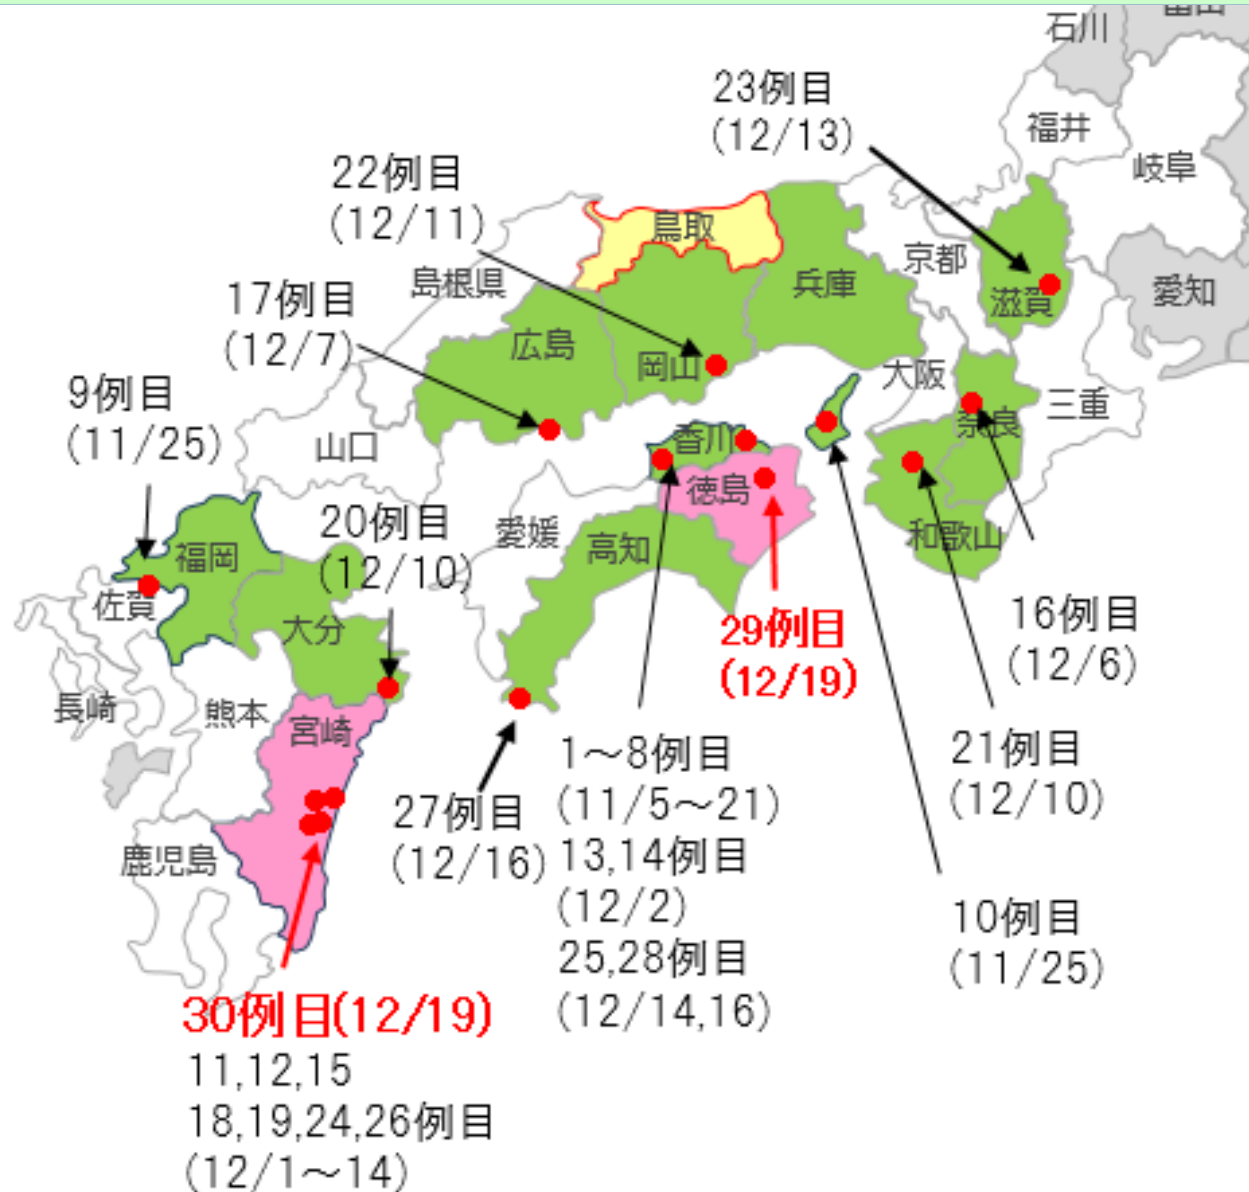 石川
富山
23例目
(12/13)
福井
岐阜
22例目
(12/11)
鳥取
京都
島根県
兵庫
滋賀
愛知
17例目
(12/7)
広島
岡山
大阪
9例目
(11/25)
三重
奈良
山口
香川
徳島
20例目
(12/10)
愛媛
高知
和歌山
福岡
佐賀
大分
29例目
(12/19)
16例目
(12/6)
長崎
熊本
宮崎
21例目
(12/10)
1～8例目
(11/5～21)
13,14例目
(12/2)
25,28例目
(12/14,16)
27例目
(12/16)
鹿児島
10例目
(11/25)
30例目(12/19)
11,12,15
18,19,24,26例目
(12/1～14)